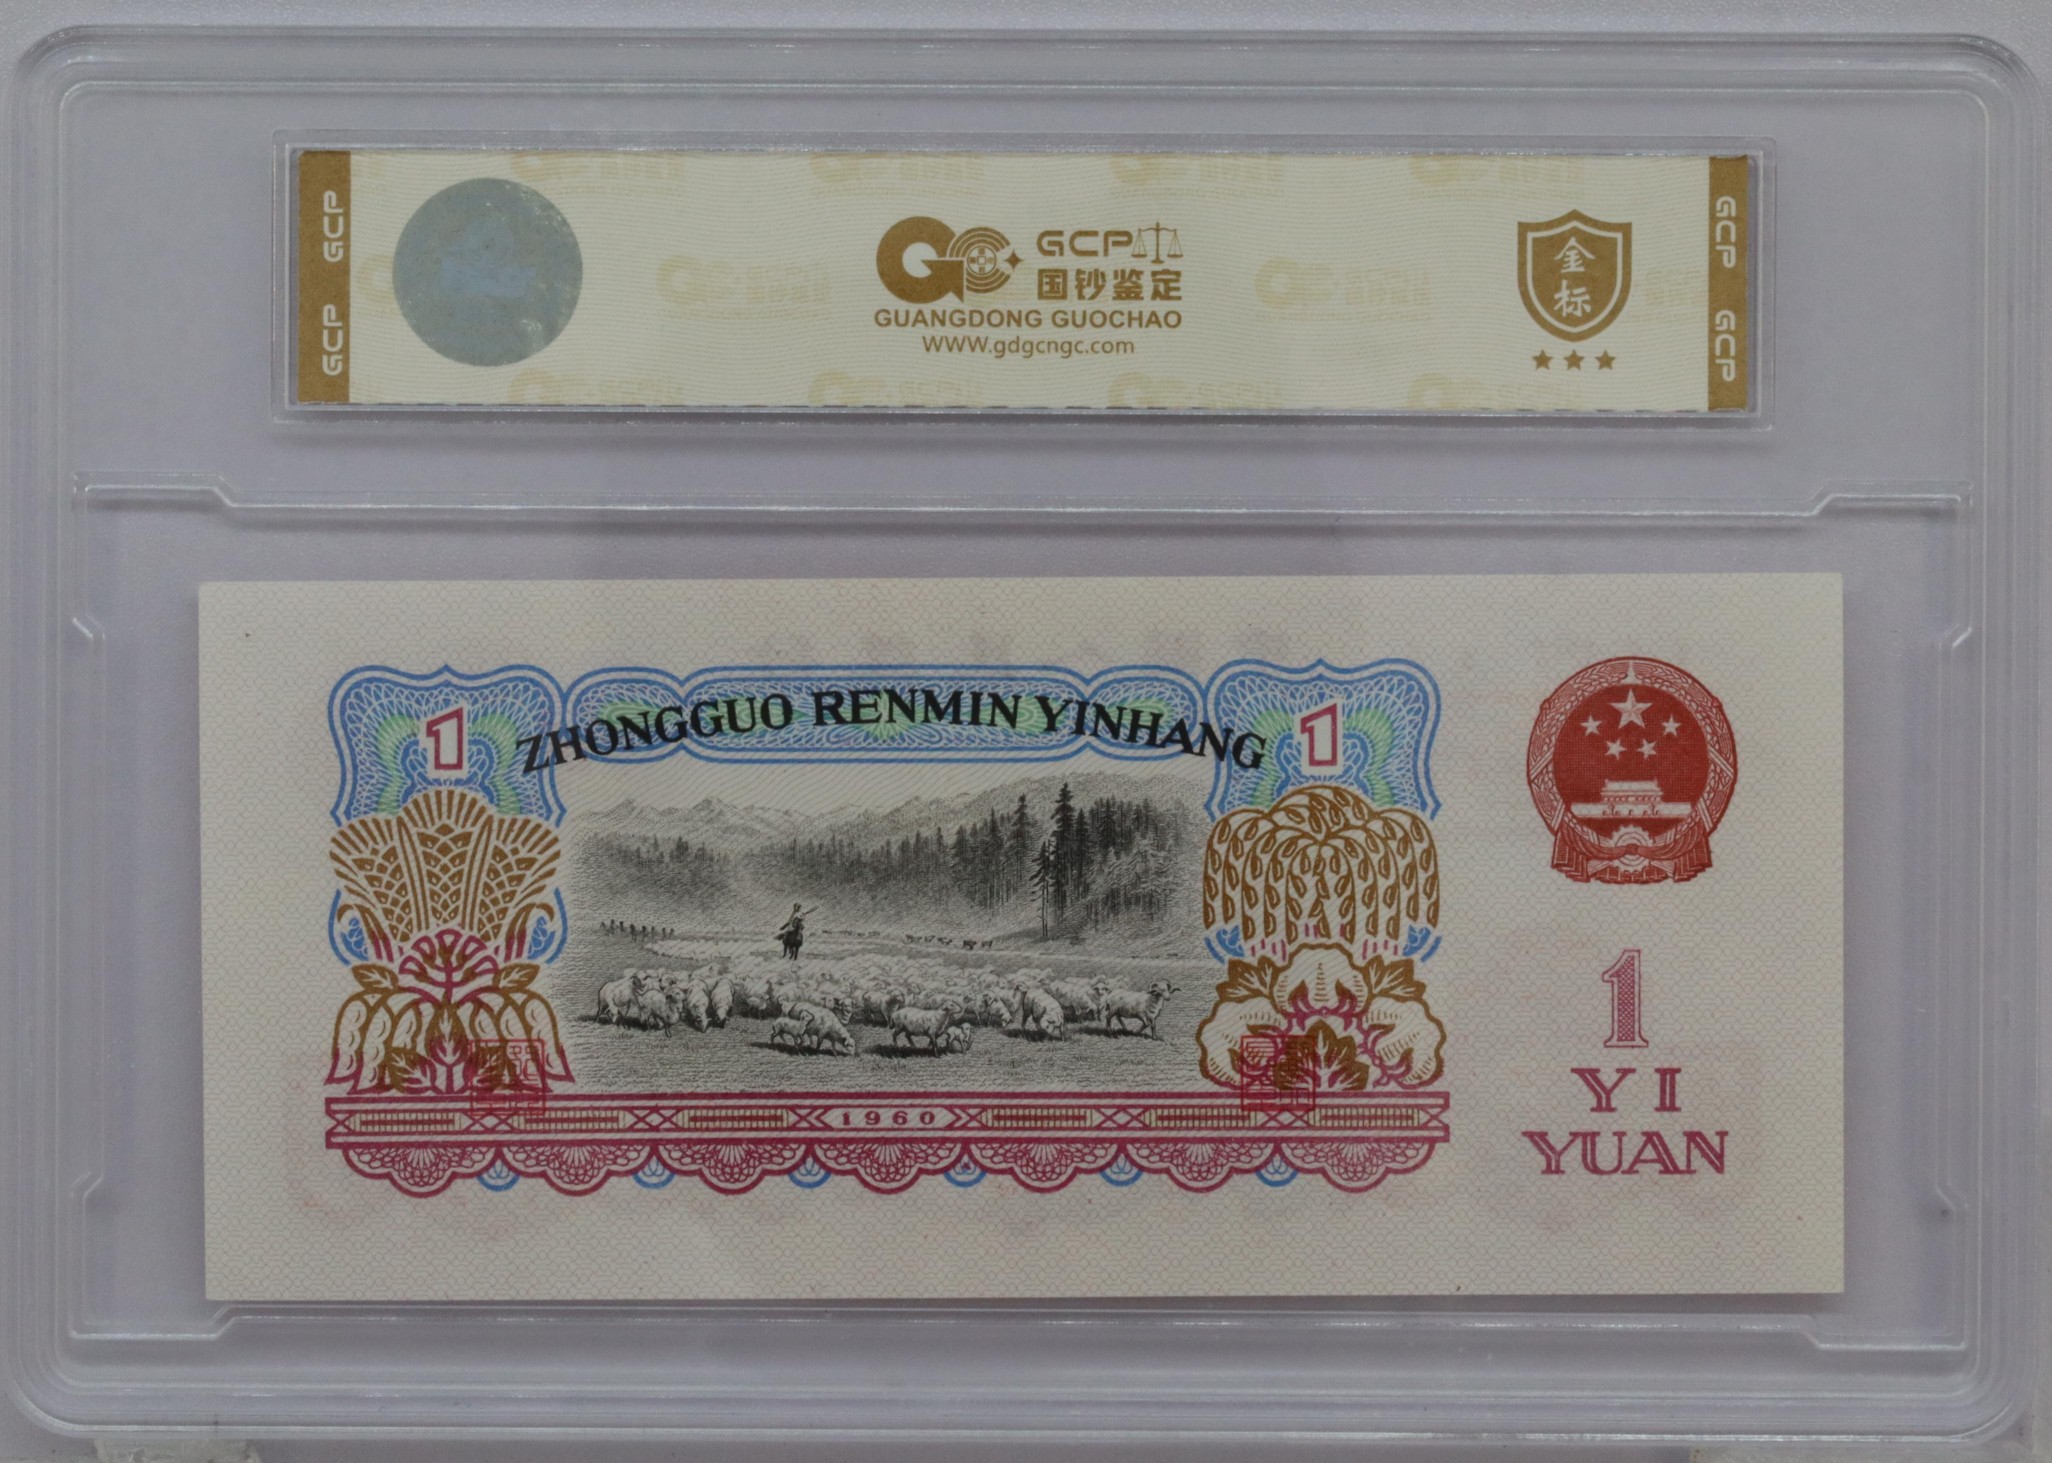 GCP GCP
GCP
国钞鉴定
GUANGDONG GUOCHAO
WWW.gdgcngc.com
金标
GCP GCP
ZHONGGUO RENMIN YINHANG
1
1
1960
1
YI
YUAN